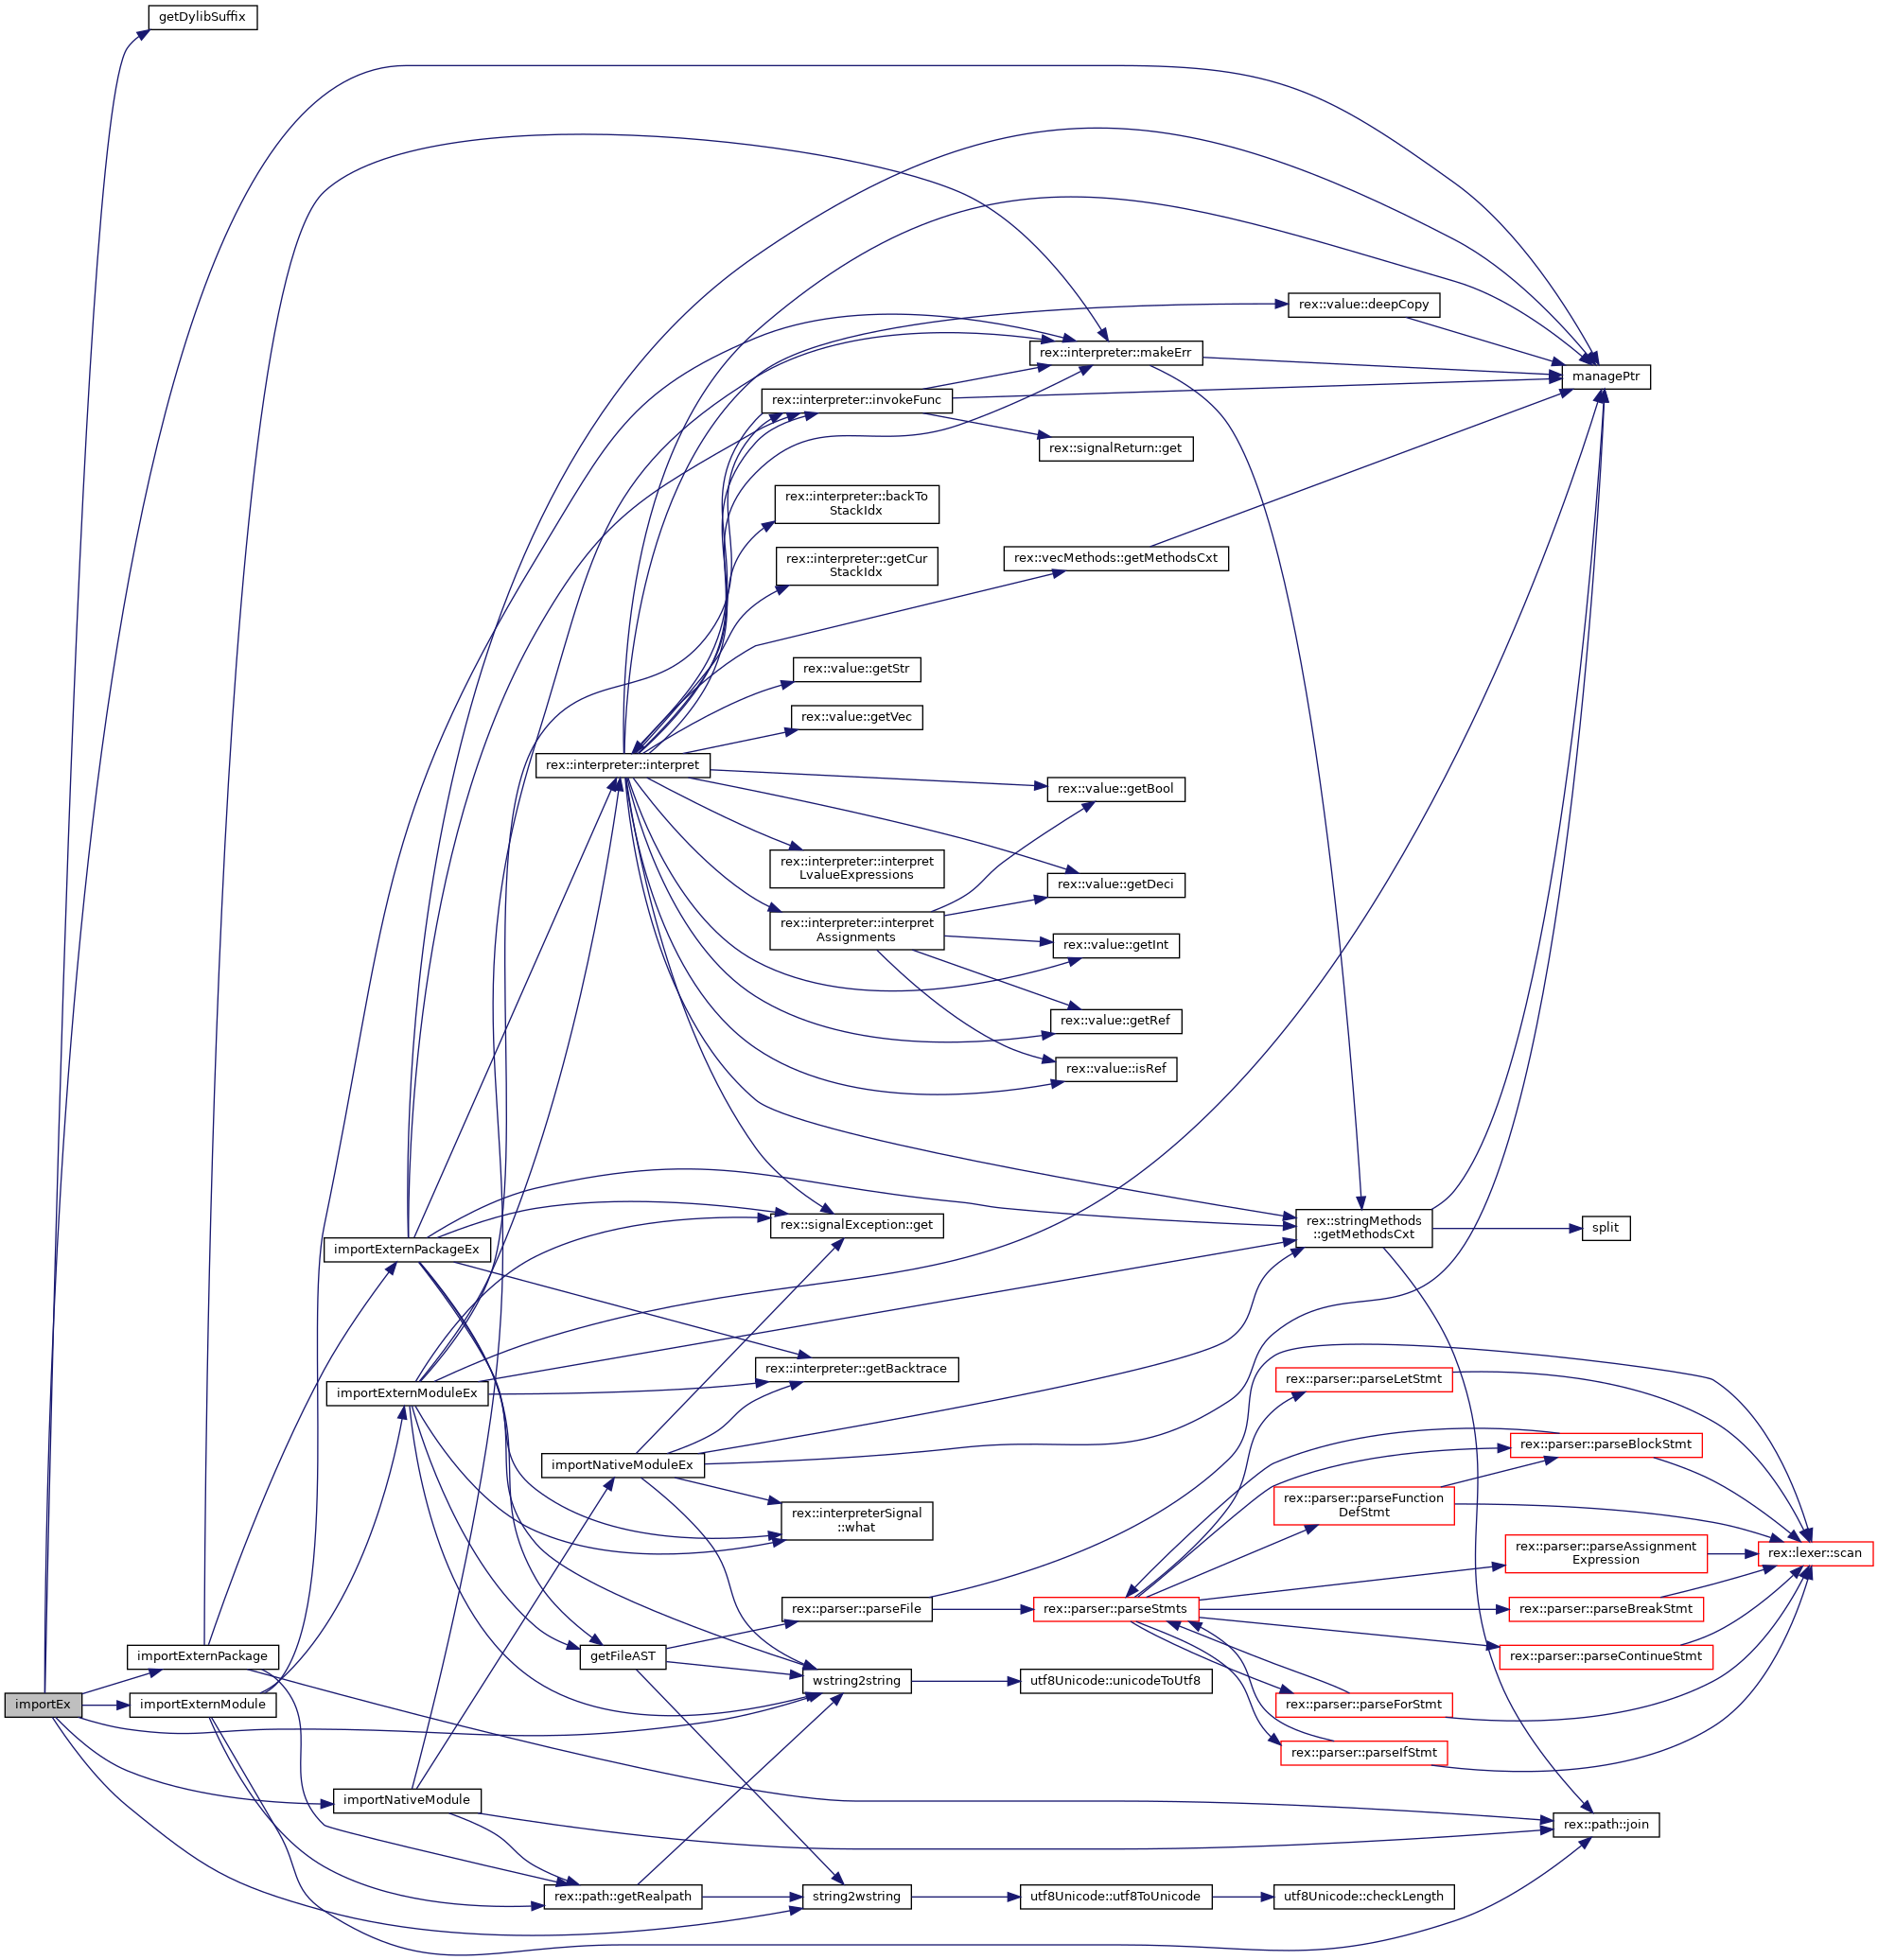 getDylibSuffix
rex::value::deepCopy
rex::interpreter::makeErr
managePtr
rex::interpreter::invokeFunc
rex::signalReturn::get
rex::interpreter::backTo
StackIdx
rex::interpreter::getCur
StackIdx
rex::vecMethods::getMethodsCxt
rex::value::getStr
rex::value::getVec
rex::interpreter::interpret
rex::value::getBool
rex::interpreter::interpret
LvalueExpressions
rex::value::getDeci
rex::interpreter::interpret
Assignments
rex::value::getInt
rex::value::getRef
rex::value::isRef
rex::signalException::get
rex::stringMethods
::getMethodsCxt
split
importExternPackageEx
rex::interpreter::getBacktrace
importExternModuleEx
rex::parser::parseLetStmt
rex::parser::parseBlockStmt
importNativeModuleEx
rex::interpreterSignal
::what
rex::parser::parseFunction
DefStmt
rex::parser::parseAssignment
Expression
rex::lexer::scan
rex::parser::parseFile
rex::parser::parseStmts
rex::parser::parseBreakStmt
importExternPackage
getFileAST
rex::parser::parseContinueStmt
wstring2string
utf8Unicode::unicodeToUtf8
importEx
importExternModule
rex::parser::parseForStmt
rex::parser::parseIfStmt
importNativeModule
rex::path::join
rex::path::getRealpath
string2wstring
utf8Unicode::utf8ToUnicode
utf8Unicode::checkLength